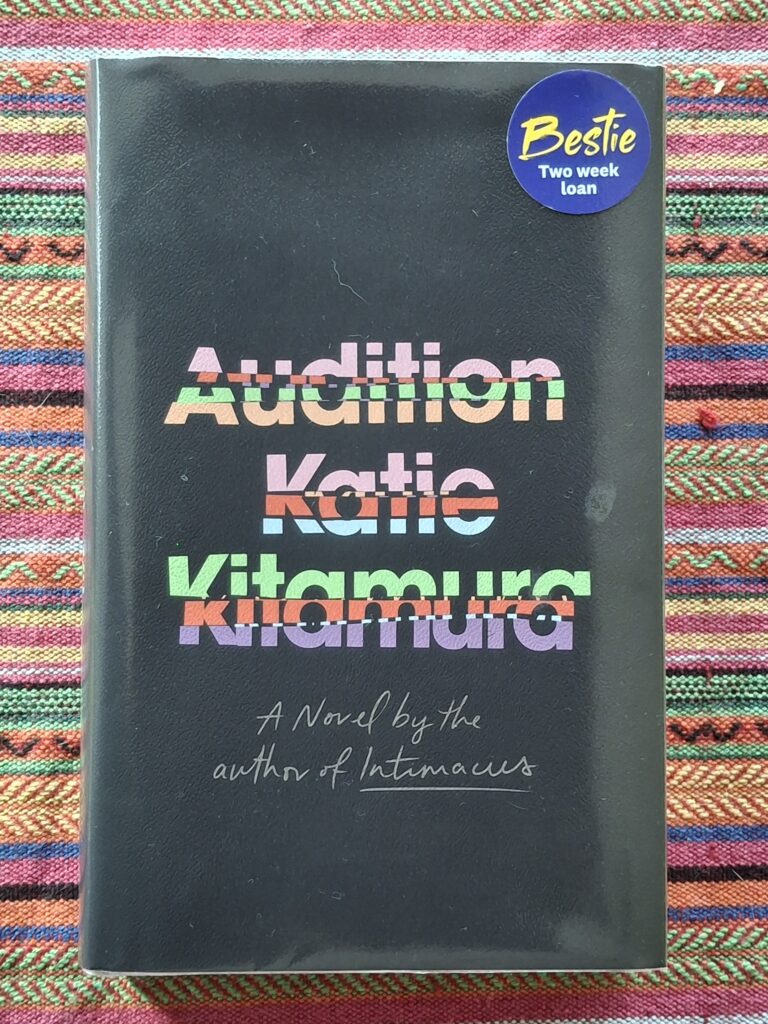 Bestie
Two week
loan
Audition
Katie
Kitamura
A Novel by the
author of Intimacies